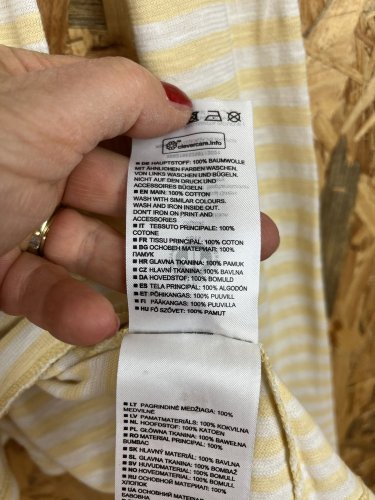 clevercare.info
DE HAUPTSTOFF: 100% BAUMWOLLE
MIT ÄHNLICHEN FARBEN WASCHEN
VON LINKS WASCHEN UND BÜGELN.
NICHT AUF DEN DRUCK UND
ACCESSOIRES BÜGELN.
EN MAIN: 100% COTTON
WASH WITH SIMILAR COLOURS.
WASH AND IRON INSIDE OUT.
DON'T IRON ON PRINT AND
ACCESSORIES
IT TESSUTO PRINCIPALE: 100%
COTONE
FR TISSU PRINCIPAL: 100% COTON
BG ОСНОВЕН МАТЕРИАЛ: 100%
ПАМУК
HR GLAVNA TKANINA: 100% PAMUK
CZ HLAVNÍ TKANINA: 100% BAVLNA
DA HOVEDSTOF: 100% BOMULD
ES TELA PRINCIPAL: 100% ALGODÓN
ET PÕHIKANGAS: 100% PUUVILL
FI PÄÄKANGAS: 100% PUUVILLA
HU FŐ SZÖVET: 100% PAMUT
LT PAGRINDINĖ MEDŽIAGA: 100%
MEDVILNĖ
LV PAMATMATERIĀLS: 100% KOKVILNA
NL HOOFDSTOF: 100% KATOEN
PL GŁÓWNA TKANINA: 100% BAWEŁNA
RO MATERIAL PRINCIPAL: 100%
BUMBAC
SK HLAVNÝ MATERIÁL: 100% BAVLNA
SL GLAVNA TKANINA: 100% BOMBAŽ
SV HUVUDMATERIAL: 100% BOMULL
NO HOVEDSTOFF: 100% BOMULL
RU ОСНОВНОЙ МАТЕРИАЛ: 100%
ХЛОПОК
UA ОСНОВНИЙ МАТЕРІАЛ: 100%
БАВОВНА